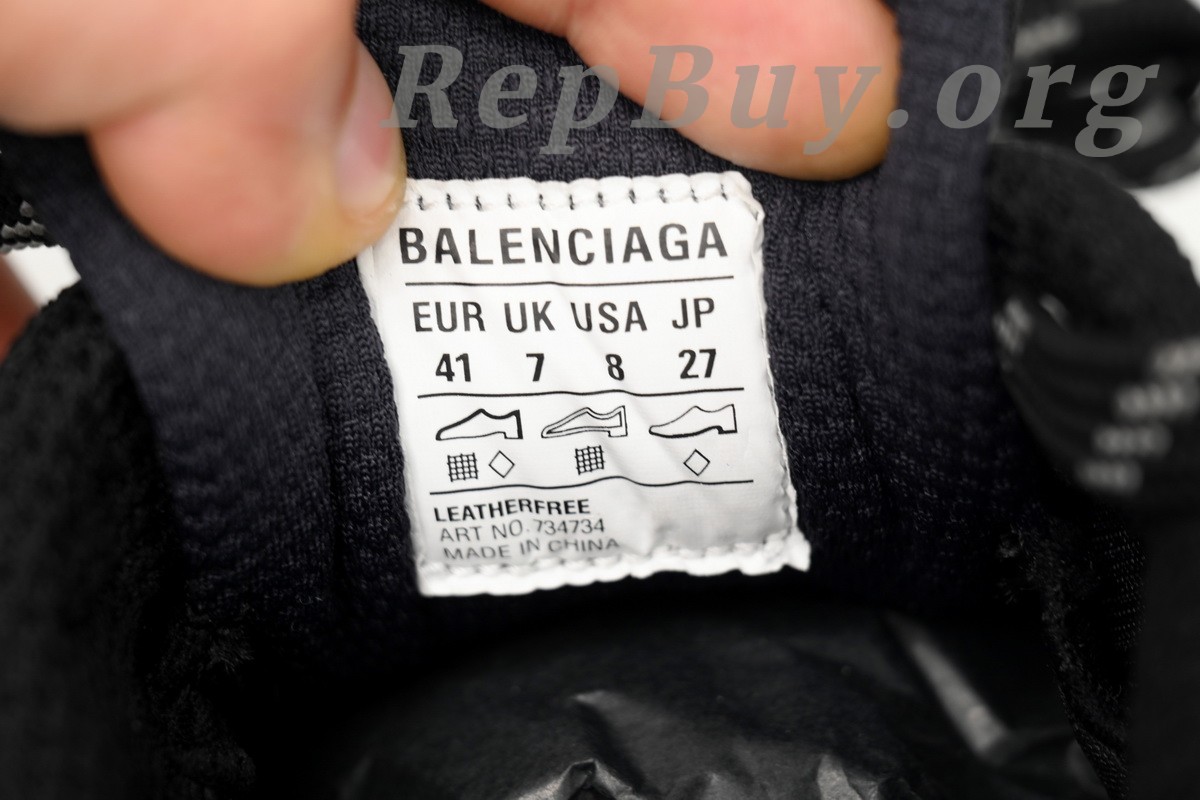 RepBuy.org
BALENCIAGA
EUR UK USA JP
41 7 8 27
LEATHERFREE
ART NO.734734
MADE IN CHINA